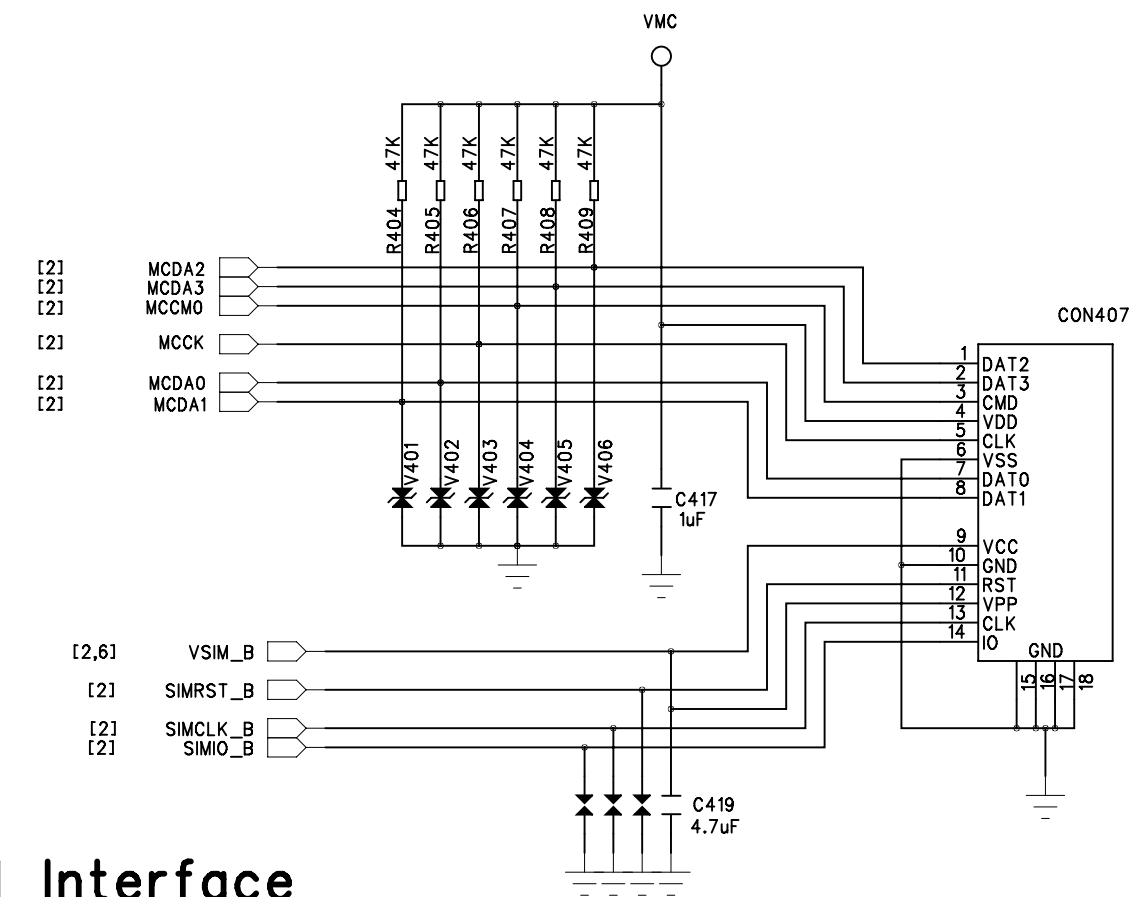 VMC
47K 47K 47K 47K 47K 47K
R404 R405 R406 R407 R408 R409
[2] MCDA2
[2] MCDA3
[2] MCCM0
[2] MCCK
[2] MCDA0
[2] MCDA1
CON407
1 DAT2
2 DAT3
3 CMD
4 VDD
5 CLK
6 VSS
7 DAT0
8 DAT1
V401 V402 V403 V404 V405 V406
C417
1uF
9 VCC
10 GND
11 RST
12 VPP
13 CLK
14 IO
GND
15 16 17 18
[2,6] VSIM_B
[2] SIMRST_B
[2] SIMCLK_B
[2] SIMIO_B
C419
4.7uF
Interface